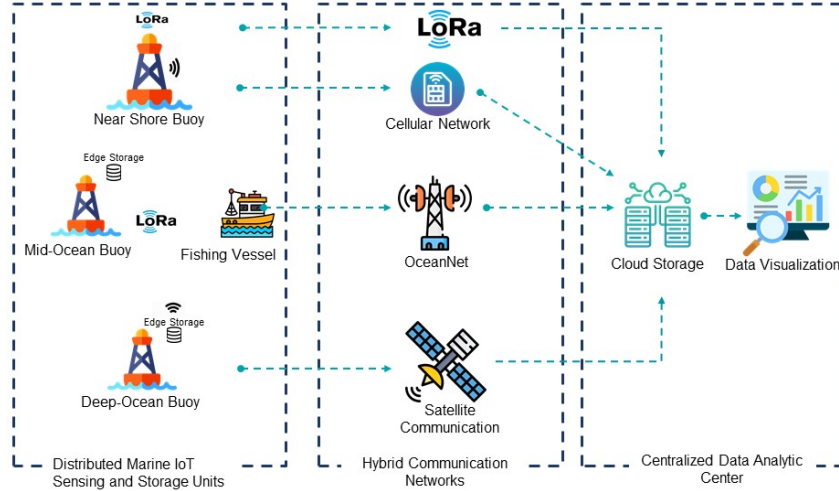 LoRa
Near Shore Buoy
LoRa
Cellular Network
Edge Storage
LoRa
Mid-Ocean Buoy
Fishing Vessel
OceanNet
Cloud Storage
Data Visualization
Edge Storage
Deep-Ocean Buoy
Satellite
Communication
Distributed Marine IoT
Sensing and Storage Units
Hybrid Communication
Networks
Centralized Data Analytic
Center